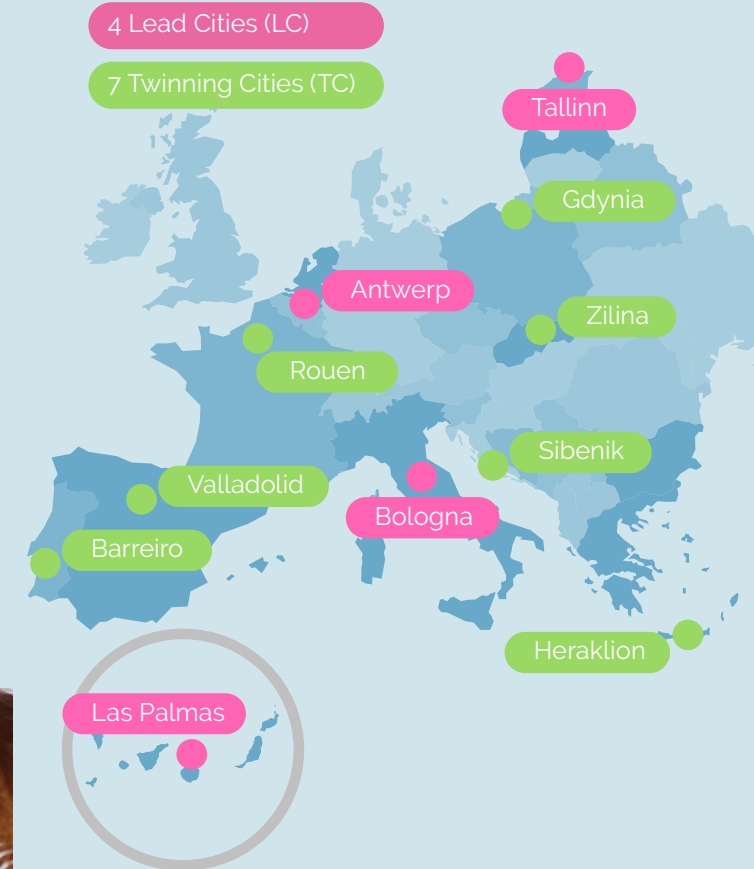 4 Lead Cities (LC)
7 Twinning Cities (TC)
Tallinn
Gdynia
Antwerp
Zilina
Rouen
Sibenik
Valladolid
Bologna
Barreiro
Heraklion
Las Palmas